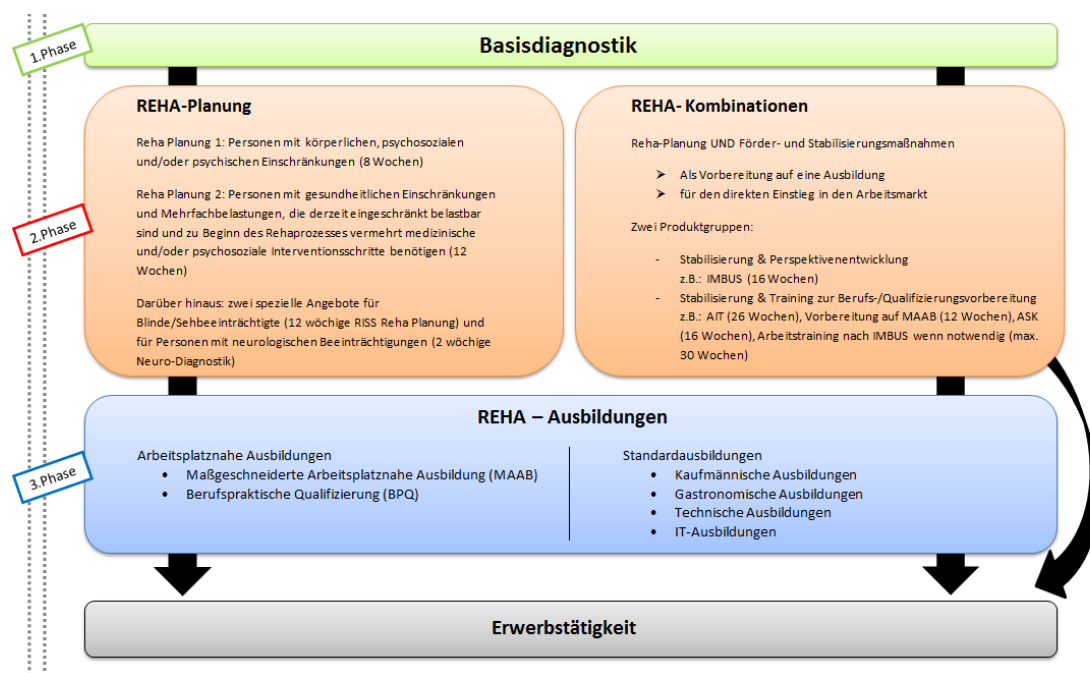 1.Phase
Basisdiagnostik
2.Phase
REHA-Planung
Reha Planung 1: Personen mit körperlichen, psychosozialen
und/oder psychischen Einschränkungen (8 Wochen)
Reha Planung 2: Personen mit gesundheitlichen Einschränkungen
und Mehrfachbelastungen, die derzeit eingeschränkt belastbar
sind und zu Beginn des Rehaprozesses vermehrt medizinische
und/oder psychosoziale Interventionsschritte benötigen (12
Wochen)
Darüber hinaus: zwei spezielle Angebote für
Blinde/Sehbeeinträchtigte (12 wöchige RISS Reha Planung) und
für Personen mit neurologischen Beeinträchtigungen (2 wöchige
Neuro-Diagnostik)
REHA- Kombinationen
Reha-Planung UND Förder- und Stabilisierungsmaßnahmen
➢ Als Vorbereitung auf eine Ausbildung
➢ für den direkten Einstieg in den Arbeitsmarkt
Zwei Produktgruppen:
- Stabilisierung & Perspektivenentwicklung
z.B.: IMBUS (16 Wochen)
- Stabilisierung & Training zur Berufs-/Qualifizierungsvorbereitung
z.B.: AIT (26 Wochen), Vorbereitung auf MAAB (12 Wochen), ASK
(16 Wochen), Arbeitstraining nach IMBUS wenn notwendig (max.
30 Wochen)
3.Phase
REHA – Ausbildungen
Arbeitsplatznahe Ausbildungen
• Maßgeschneiderte Arbeitsplatznahe Ausbildung (MAAB)
• Berufspraktische Qualifizierung (BPQ)
Standardausbildungen
• Kaufmännische Ausbildungen
• Gastronomische Ausbildungen
• Technische Ausbildungen
• IT-Ausbildungen
Erwerbstätigkeit